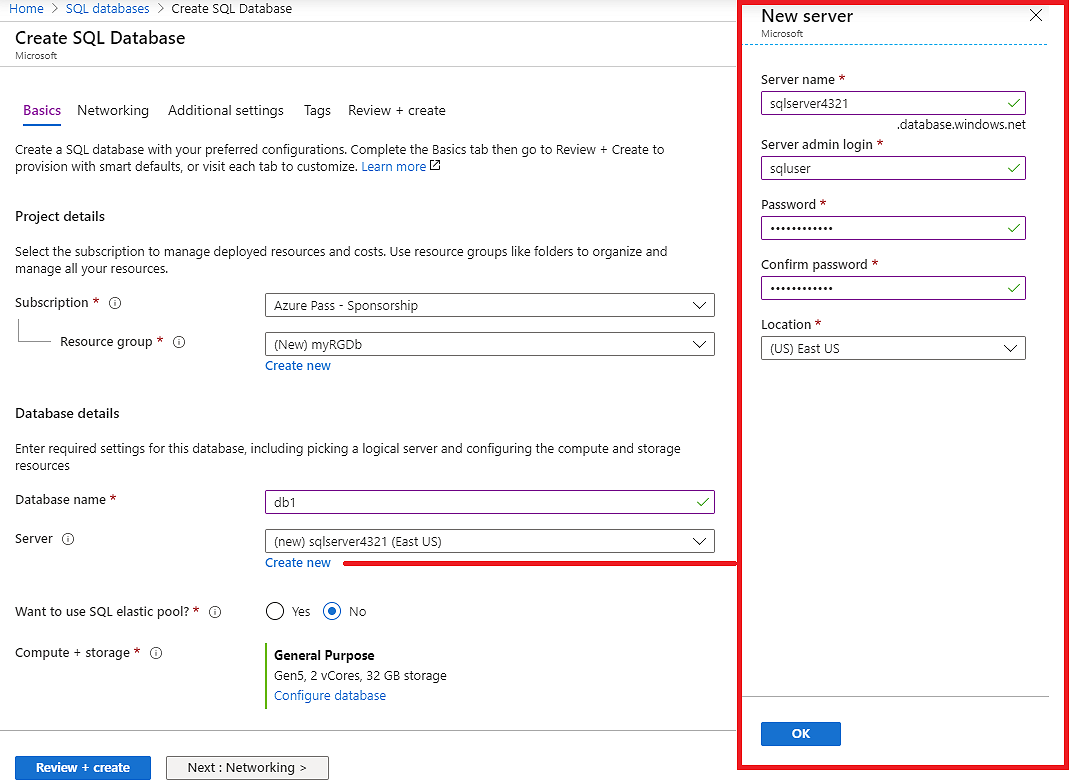 Home > SQL databases > Create SQL Database
Create SQL Database
Microsoft
Basics Networking Additional settings Tags Review + create
Create a SQL database with your preferred configurations. Complete the Basics tab then go to Review + Create to
provision with smart defaults, or visit each tab to customize. Learn more
Project details
Select the subscription to manage deployed resources and costs. Use resource groups like folders to organize and
manage all your resources.
Subscription *
Azure Pass - Sponsorship
Resource group *
(New) myRGDb
Create new
Database details
Enter required settings for this database, including picking a logical server and configuring the compute and storage
resources
Database name *
db1
Server
(new) sqlserver4321 (East US)
Create new
Want to use SQL elastic pool? *
Yes No
Compute + storage *
General Purpose
Gen5, 2 vCores, 32 GB storage
Configure database
Review + create
Next : Networking >
New server
Microsoft
Server name *
sqlserver4321
.database.windows.net
Server admin login *
sqluser
Password *
••••••••••••
Confirm password *
••••••••••••
Location *
(US) East US
OK